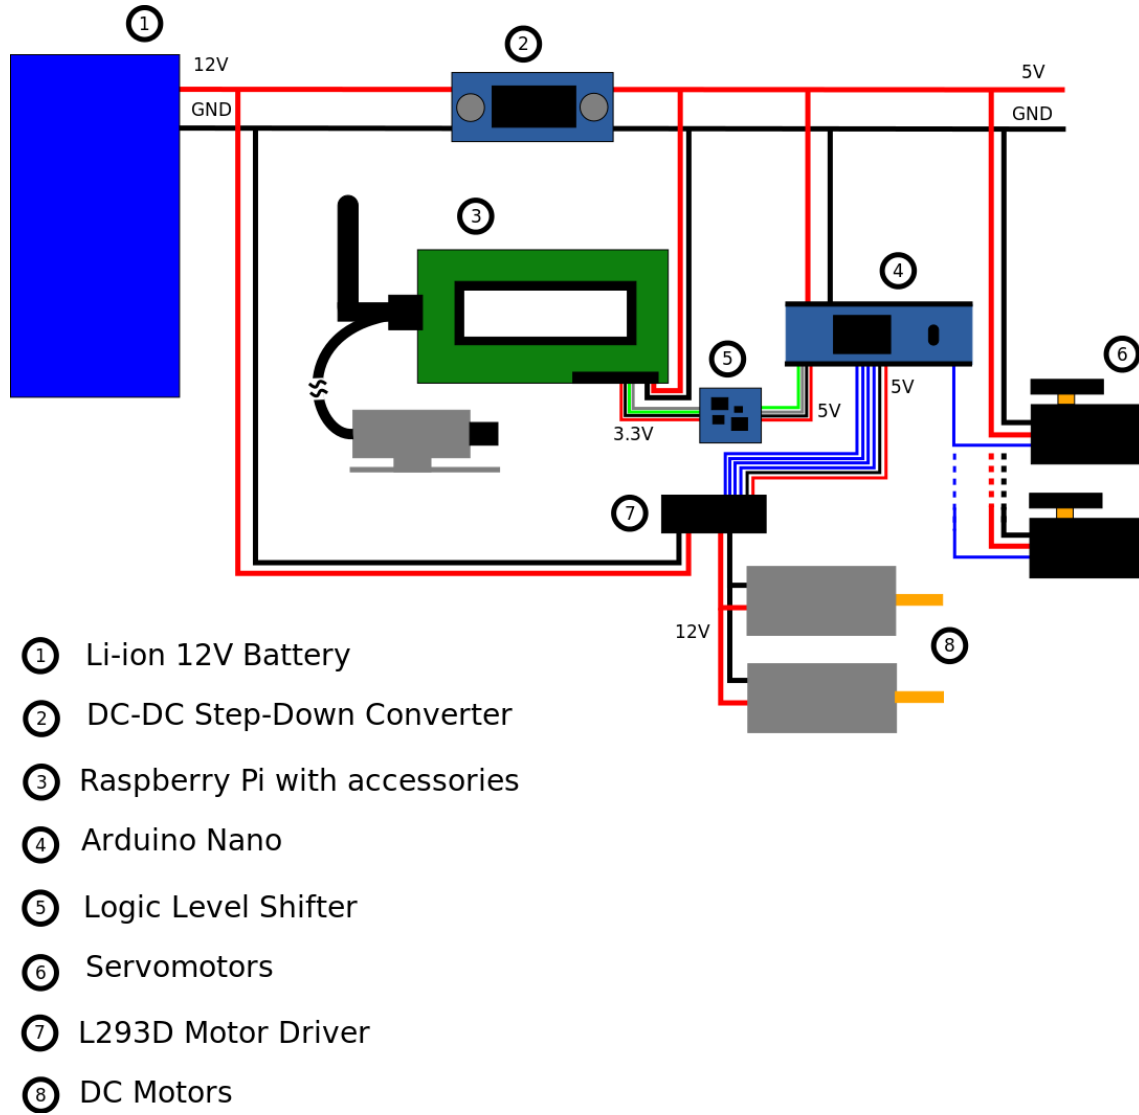 1
2
12V
5V
GND
GND
3
4
5
6
5V
5V
3.3V
7
12V
8
1 Li-ion 12V Battery
2 DC-DC Step-Down Converter
3 Raspberry Pi with accessories
4 Arduino Nano
5 Logic Level Shifter
6 Servomotors
7 L293D Motor Driver
8 DC Motors